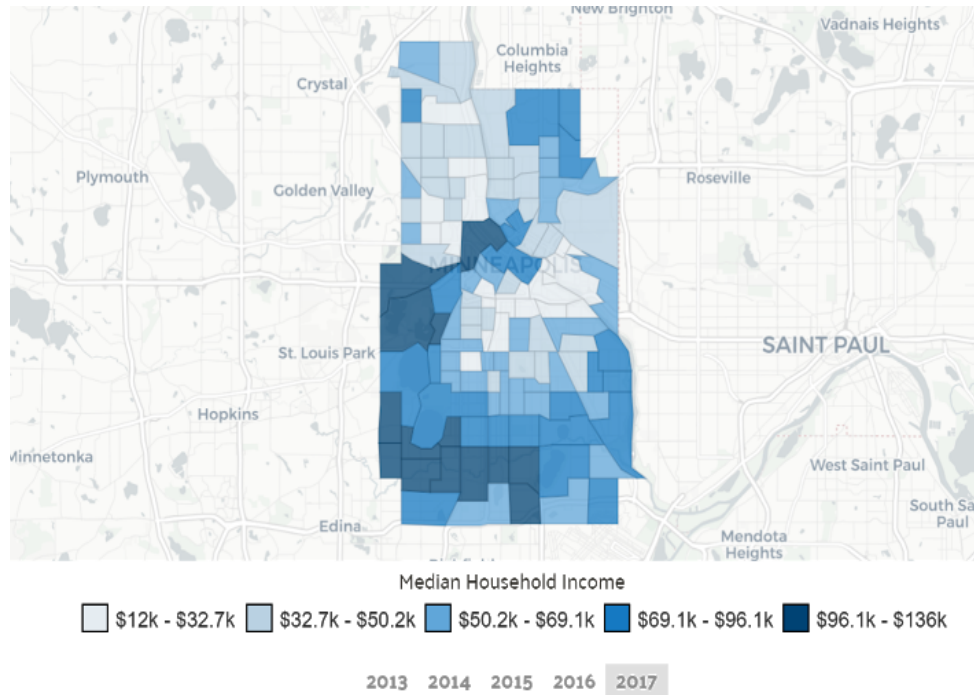 New Brighton
Vadnais Heights
Columbia
Heights
Crystal
Plymouth
Golden Valley
Roseville
MINNEAPOLIS
St. Louis Park
SAINT PAUL
Hopkins
Minnetonka
West Saint Paul
Edina
South Sa
Paul
Mendota
Heights
Median Household Income
$12k - $32.7k $32.7k - $50.2k $50.2k - $69.1k $69.1k - $96.1k $96.1k - $136k
2013 2014 2015 2016 2017